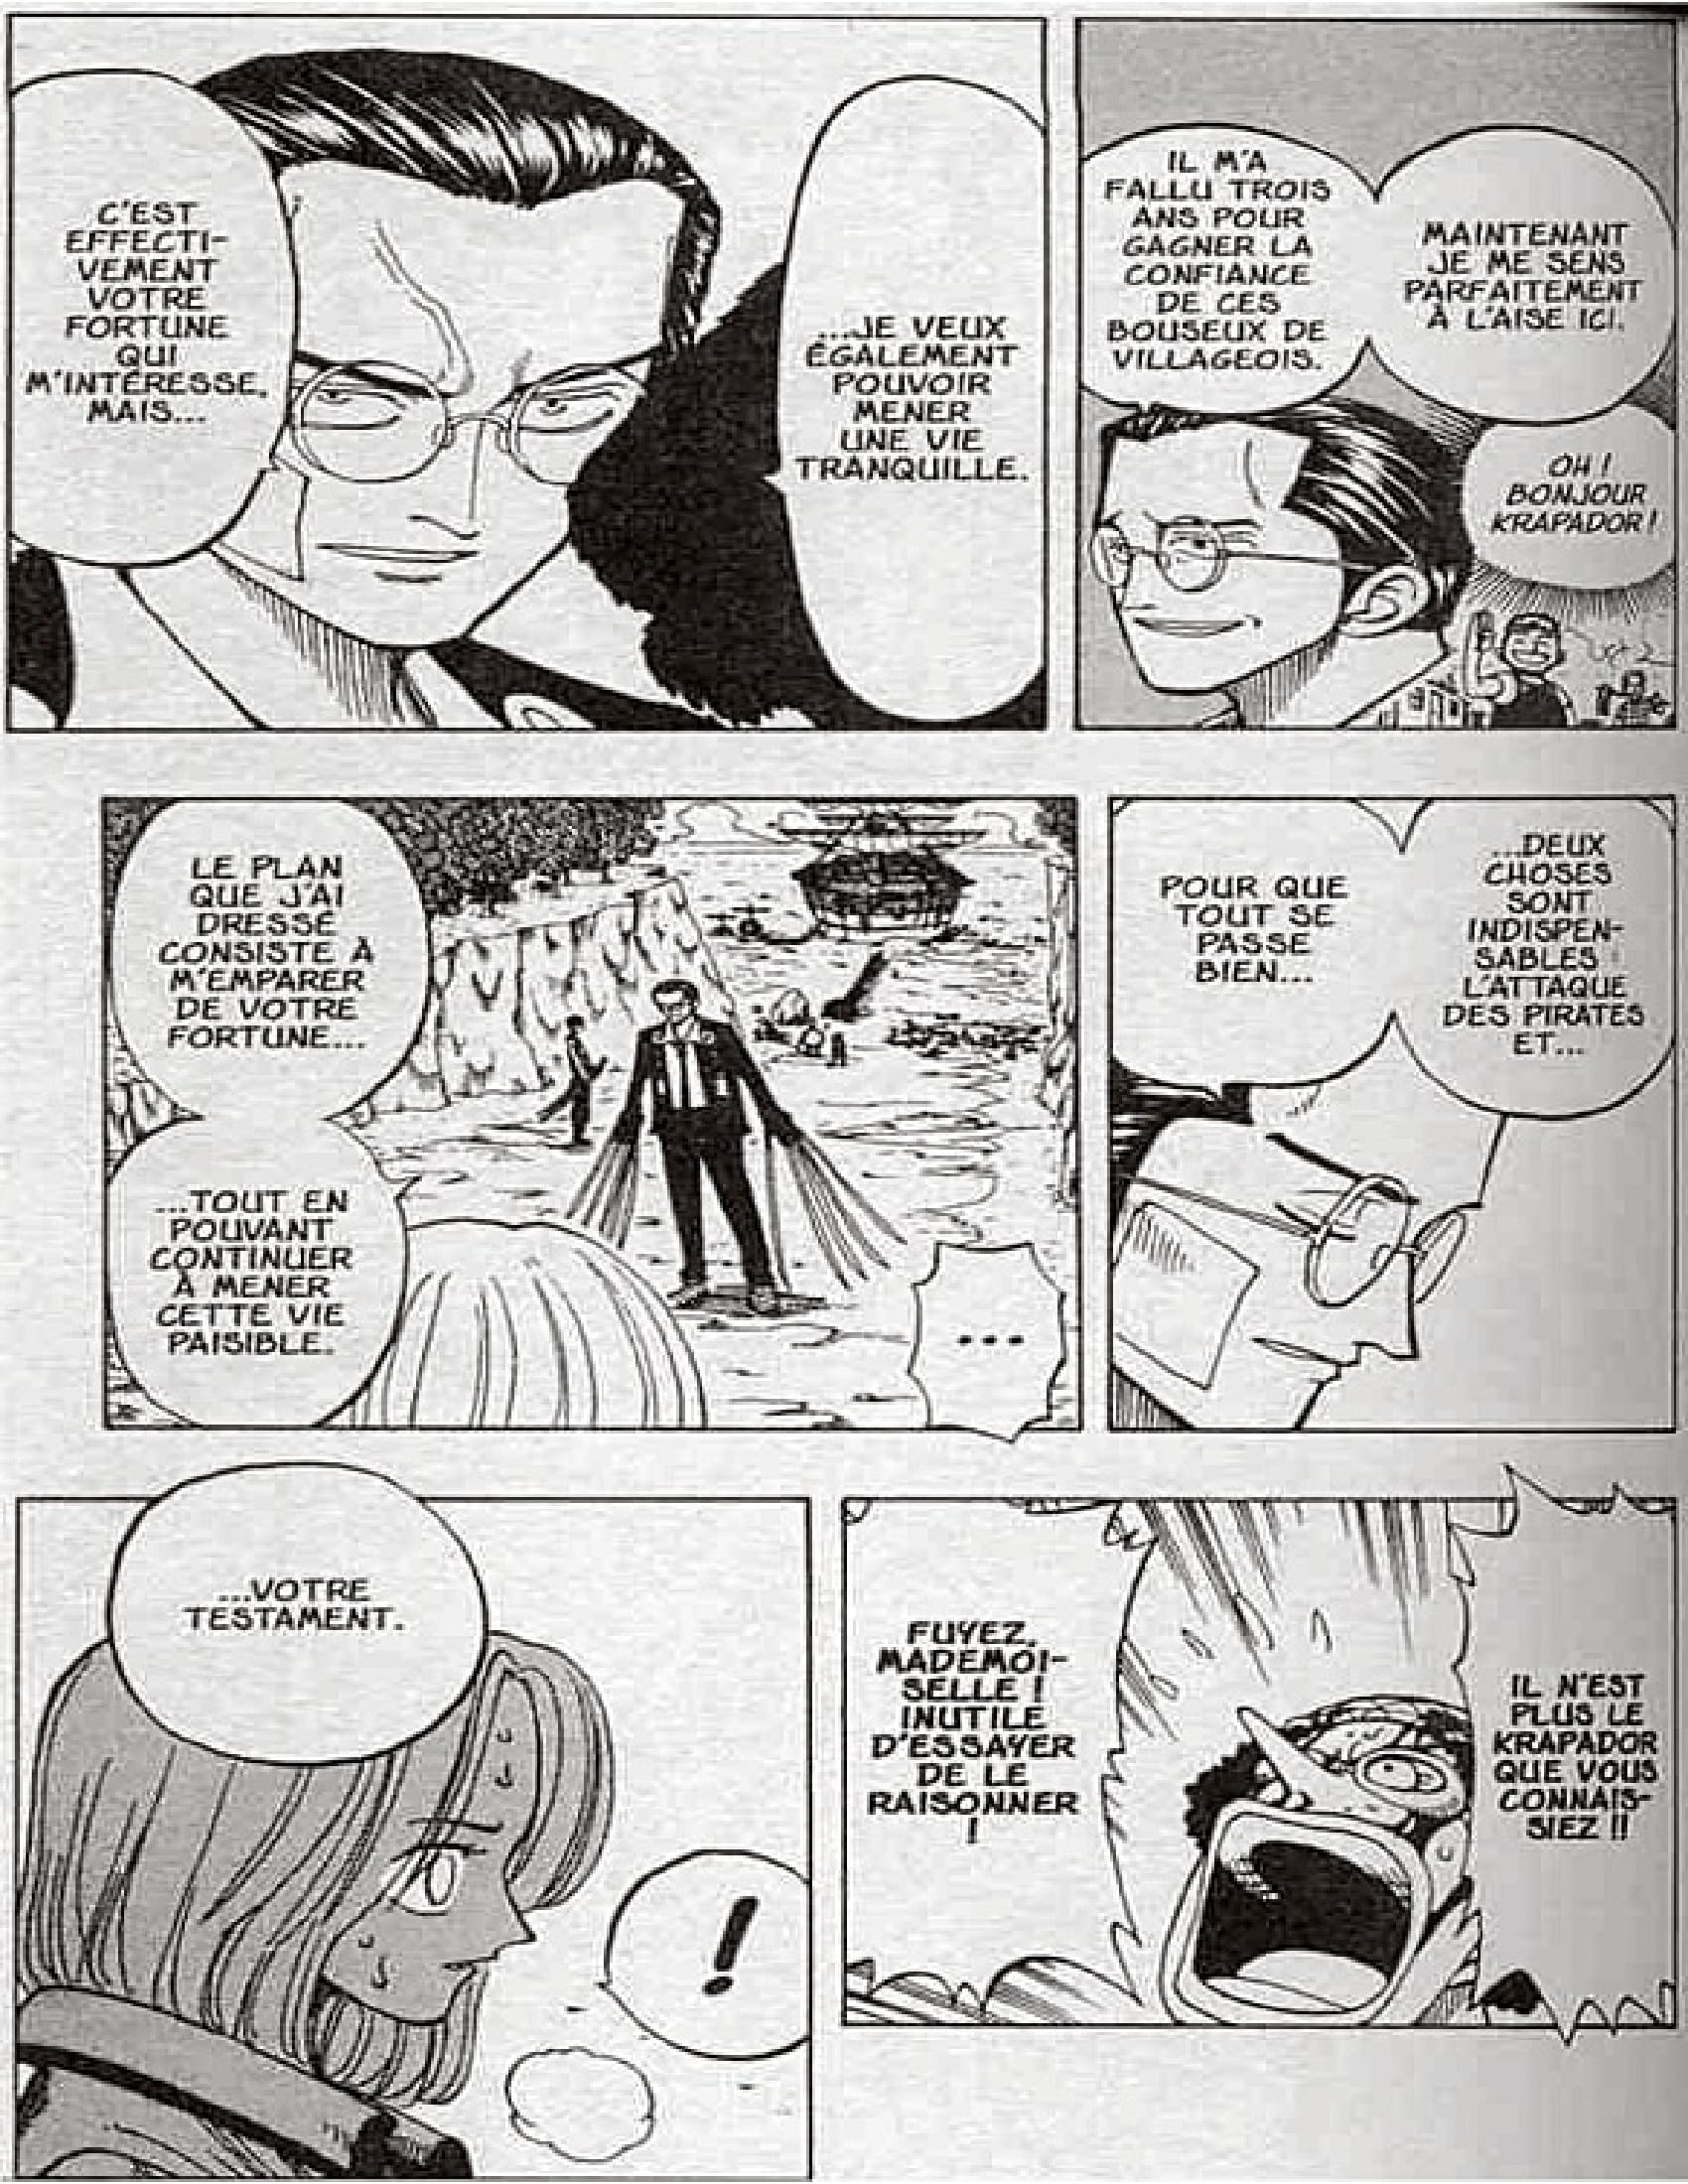 C'EST
EFFECTI-
VEMENT
VOTRE
FORTUNE
QUI
M'INTÉRESSE,
MAIS...
...JE VEUX
ÉGALEMENT
POUVOIR
MENER
UNE VIE
TRANQUILLE.
IL M'A
FALLU TROIS
ANS POUR
GAGNER LA
CONFIANCE
DE CES
BOUSEUX DE
VILLAGEOIS.
MAINTENANT
JE ME SENS
PARFAITEMENT
À L'AISE ICI.
OH !
BONJOUR
KRAPADOR !
LE PLAN
QUE J'AI
DRESSÉ
CONSISTE À
M'EMPARER
DE VOTRE
FORTUNE...
...TOUT EN
POUVANT
CONTINUER
À MENER
CETTE VIE
PAISIBLE.
...
POUR QUE
TOUT SE
PASSE
BIEN...
...DEUX
CHOSES
SONT
INDISPEN-
SABLES :
L'ATTAQUE
DES PIRATES
ET...
...VOTRE
TESTAMENT.
!
FUYEZ,
MADEMOI-
SELLE !
INUTILE
D'ESSAYER
DE LE
RAISONNER
!
IL N'EST
PLUS LE
KRAPADOR
QUE VOUS
CONNAIS-
SIEZ !!